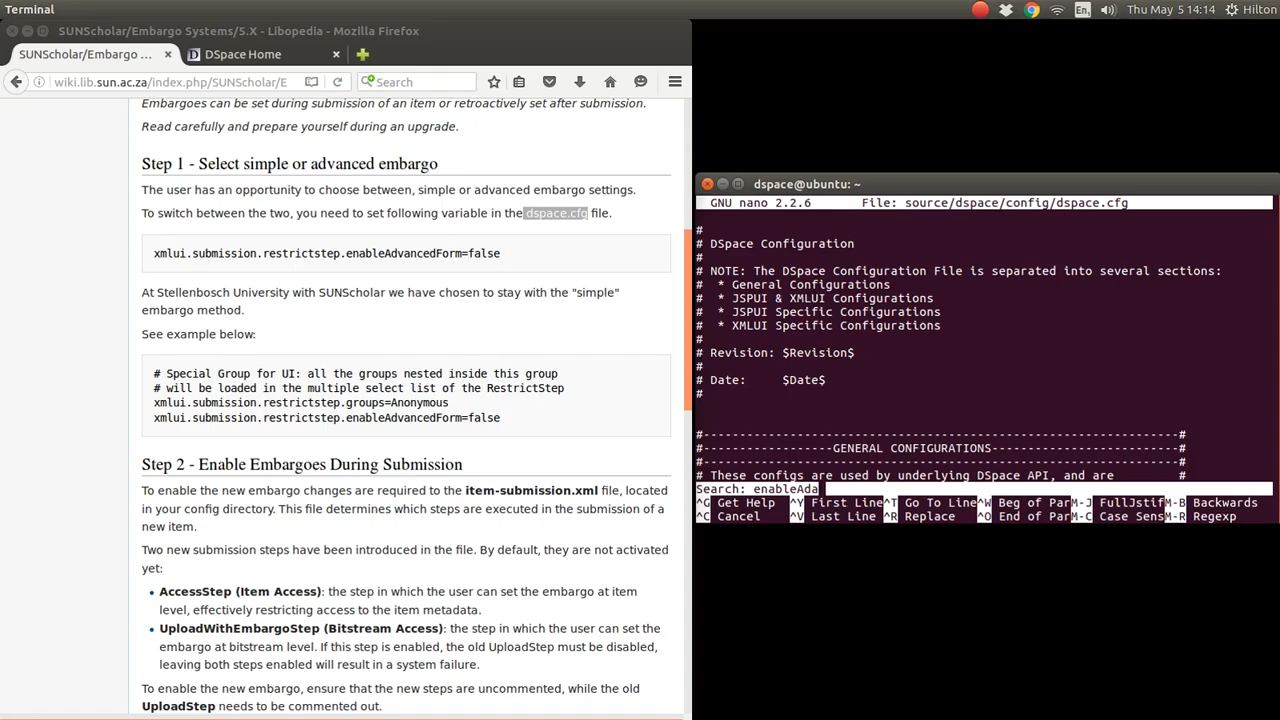 Terminal
En
Thu May 5 14:14
Hilton
SUNScholar/Embargo Systems/5.X - Libopedia - Mozilla Firefox
SUNScholar/Embargo ...
DSpace Home
wiki.lib.sun.ac.za/index.php/SUNScholar/E
Search
Embargoes can be set during submission of an item or retroactively set after submission.
Read carefully and prepare yourself during an upgrade.
Step 1 - Select simple or advanced embargo
The user has an opportunity to choose between, simple or advanced embargo settings.
To switch between the two, you need to set following variable in the dspace.cfg file.
xmlui.submission.restrictstep.enableAdvancedForm=false
At Stellenbosch University with SUNScholar we have chosen to stay with the "simple"
embargo method.
See example below:
# Special Group for UI: all the groups nested inside this group
# will be loaded in the multiple select list of the RestrictStep
xmlui.submission.restrictstep.groups=Anonymous
xmlui.submission.restrictstep.enableAdvancedForm=false
Step 2 - Enable Embargoes During Submission
To enable the new embargo changes are required to the item-submission.xml file, located
in your config directory. This file determines which steps are executed in the submission of a
new item.
Two new submission steps have been introduced in the file. By default, they are not activated
yet:
• AccessStep (Item Access): the step in which the user can set the embargo at item
level, effectively restricting access to the item metadata.
• UploadWithEmbargoStep (Bitstream Access): the step in which the user can set the
embargo at bitstream level. If this step is enabled, the old UploadStep must be disabled,
leaving both steps enabled will result in a system failure.
To enable the new embargo, ensure that the new steps are uncommented, while the old
UploadStep needs to be commented out.
dspace@ubuntu: ~
GNU nano 2.2.6 File: source/dspace/config/dspace.cfg
#
# DSpace Configuration
#
# NOTE: The DSpace Configuration File is separated into several sections:
# * General Configurations
# * JSPUI & XMLUI Configurations
# * JSPUI Specific Configurations
# * XMLUI Specific Configurations
#
# Revision: $Revision$
#
# Date: $Date$
#
#------------------------------------------------------------------#
#------------------GENERAL CONFIGURATIONS--------------------------#
#------------------------------------------------------------------#
# These configs are used by underlying DSpace API, and are #
Search: enableAda
^G Get Help ^Y First Line^T Go To Line^W Beg of ParM-J FullJstifM-B Backwards
^C Cancel ^V Last Line ^R Replace ^O End of ParM-C Case SensM-R Regexp